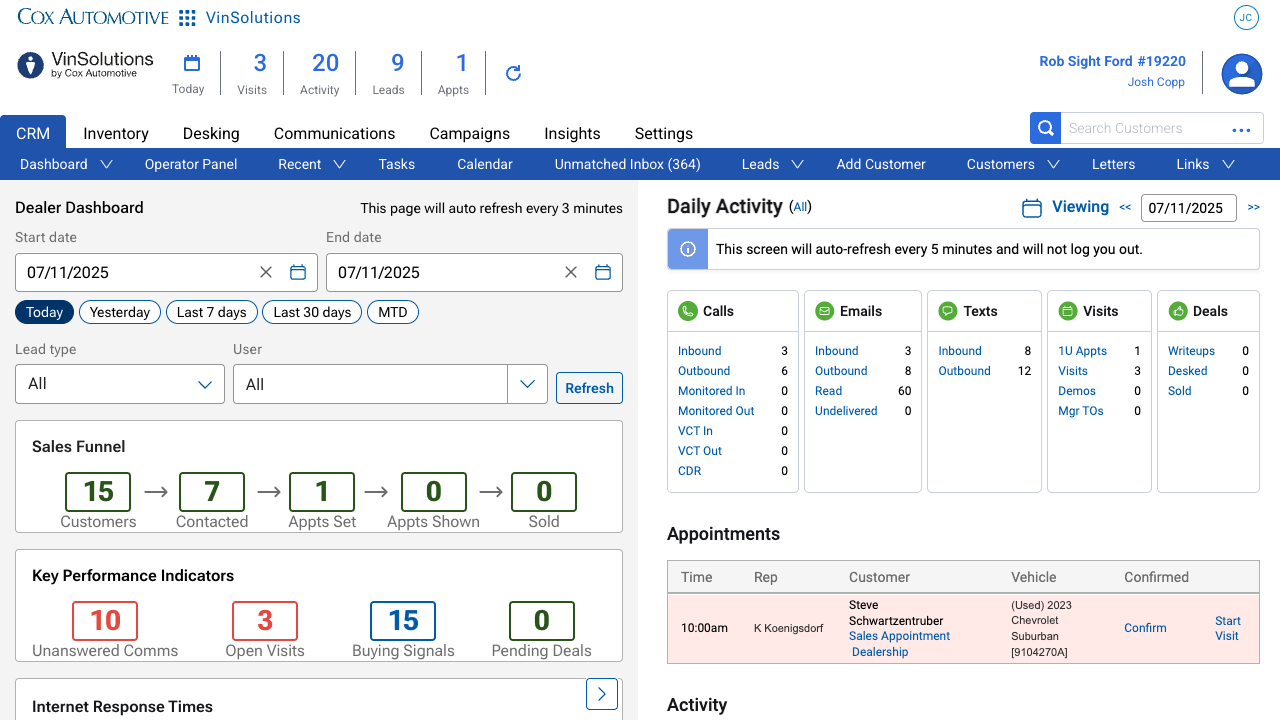 COX AUTOMOTIVE VinSolutions JC
VinSolutions
by Cox Automotive
Today
3
Visits
20
Activity
9
Leads
1
Appts
Rob Sight Ford #19220
Josh Copp
CRM Inventory Desking Communications Campaigns Insights Settings
Search Customers
Dashboard Operator Panel Recent Tasks Calendar Unmatched Inbox (364) Leads Add Customer Customers Letters Links
Dealer Dashboard This page will auto refresh every 3 minutes
Start date End date
07/11/2025 07/11/2025
Today Yesterday Last 7 days Last 30 days MTD
Lead type User
All All Refresh
Sales Funnel
15 7 1 0 0
Customers Contacted Appts Set Appts Shown Sold
Key Performance Indicators
10 3 15 0
Unanswered Comms Open Visits Buying Signals Pending Deals
Internet Response Times
Daily Activity (All) Viewing << 07/11/2025 >>
This screen will auto-refresh every 5 minutes and will not log you out.
Calls
Inbound 3
Outbound 6
Monitored In 0
Monitored Out 0
VCT In 0
VCT Out 0
CDR 0
Emails
Inbound 3
Outbound 8
Read 60
Undelivered 0
Texts
Inbound 8
Outbound 12
Visits
1U Appts 1
Visits 3
Demos 0
Mgr TOs 0
Deals
Writeups 0
Desked 0
Sold 0
Appointments
Time Rep Customer Vehicle Confirmed
10:00am K Koenigsdorf
Steve
Schwartzentruber
Sales Appointment
Dealership
(Used) 2023
Chevrolet
Suburban
[9104270A]
Confirm
Start
Visit
Activity